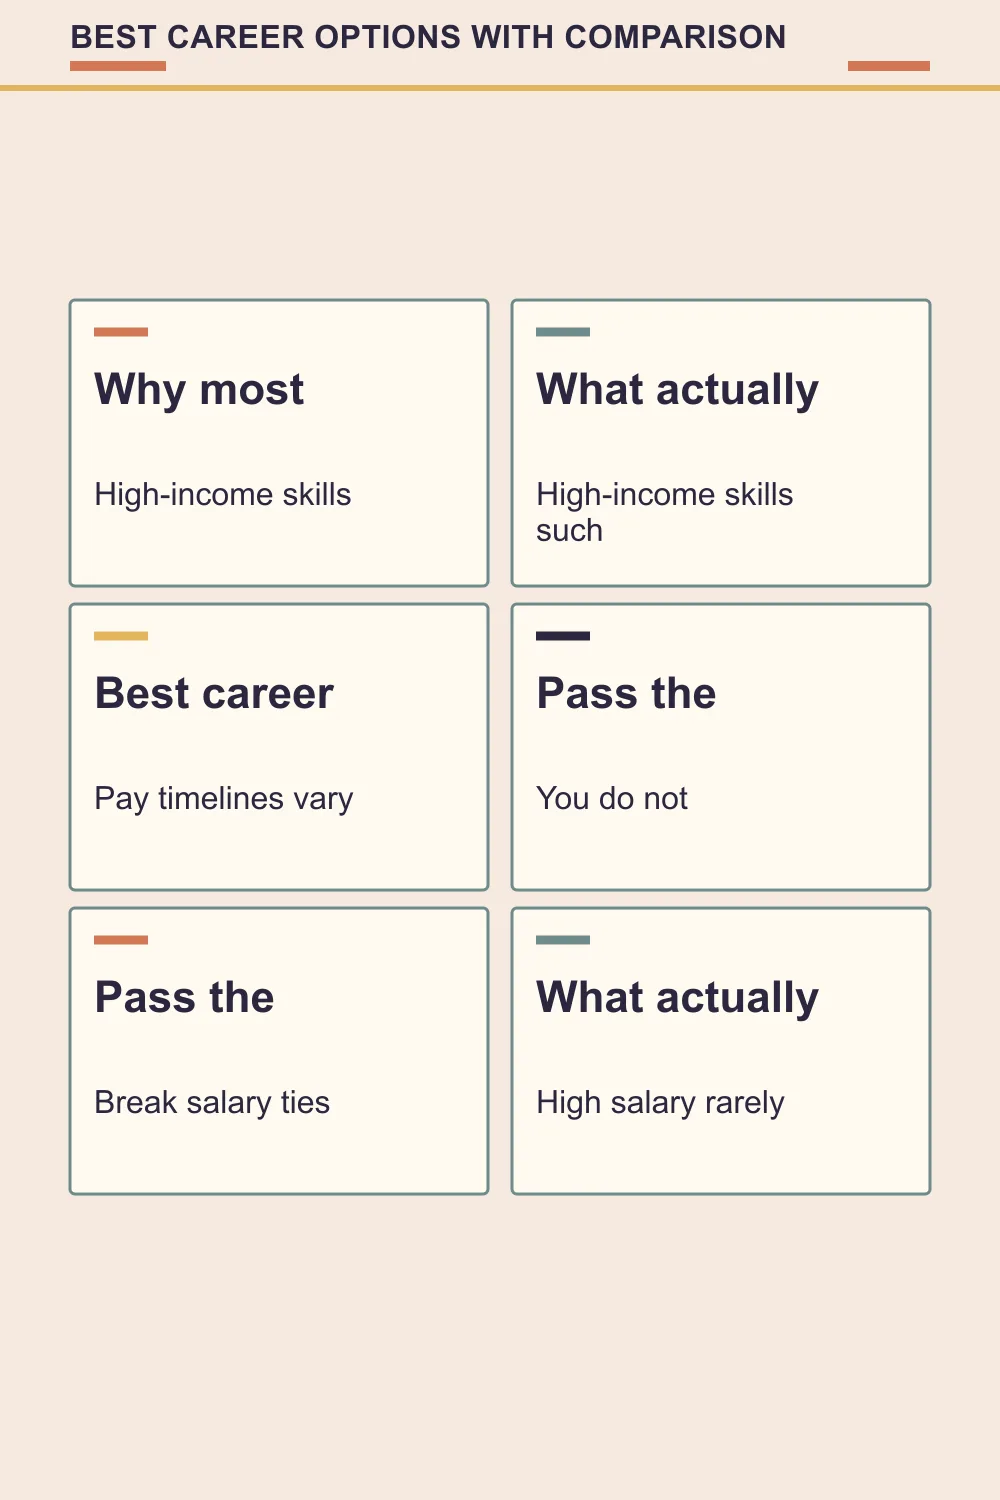 BEST CAREER OPTIONS WITH COMPARISON
Why most
High-income skills
What actually
High-income skills
such
Best career
Pay timelines vary
Pass the
You do not
Pass the
Break salary ties
What actually
High salary rarely